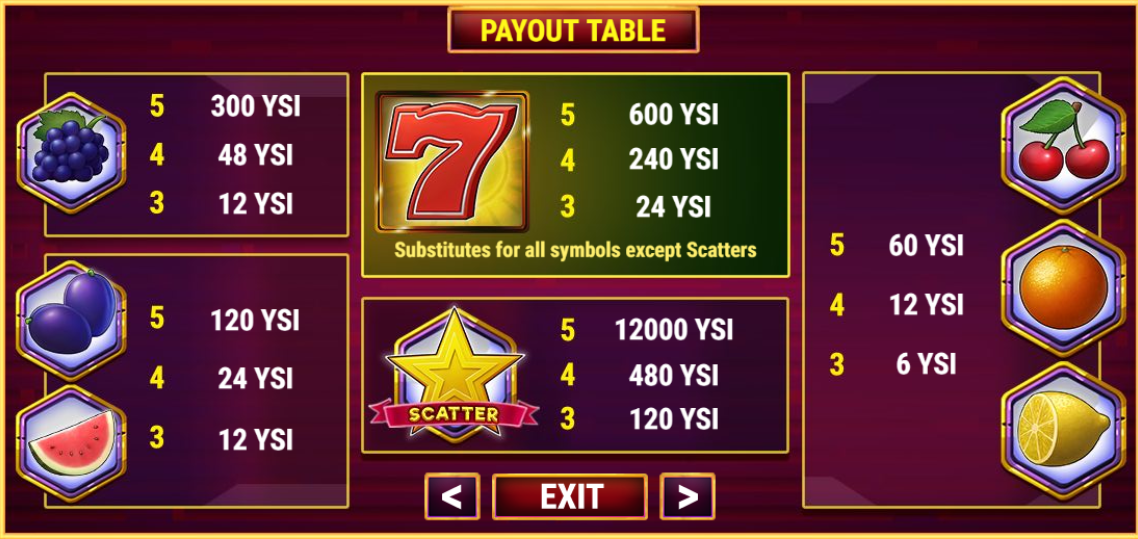 PAYOUT TABLE
5 300 YSI
4 48 YSI
3 12 YSI
5 120 YSI
4 24 YSI
3 12 YSI
7
5 600 YSI
4 240 YSI
3 24 YSI
Substitutes for all symbols except Scatters
SCATTER
5 12000 YSI
4 480 YSI
3 120 YSI
5 60 YSI
4 12 YSI
3 6 YSI
< EXIT >